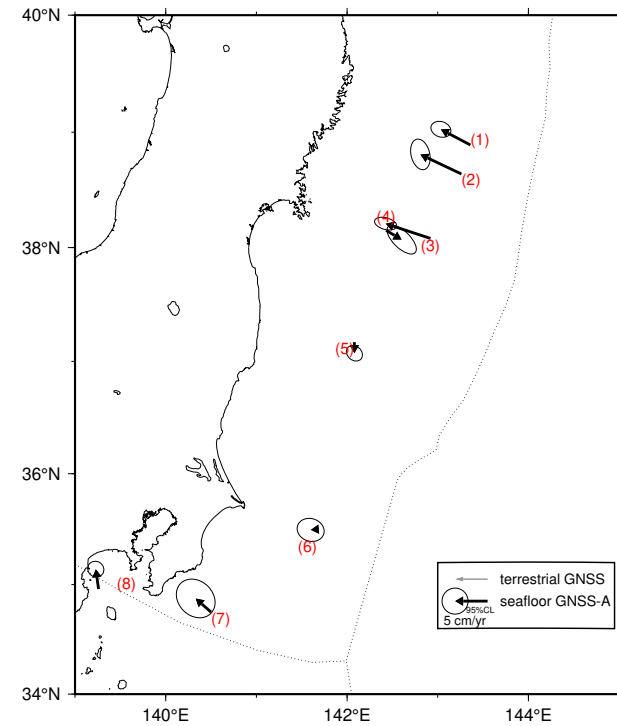 40°N
(1)
(2)
(4)
38°N
(3)
(5)
36°N
(6)
terrestrial GNSS
(8)
seafloor GNSS-A
95%CL
5 cm/yr
(7)
34°N
140°E 142°E 144°E